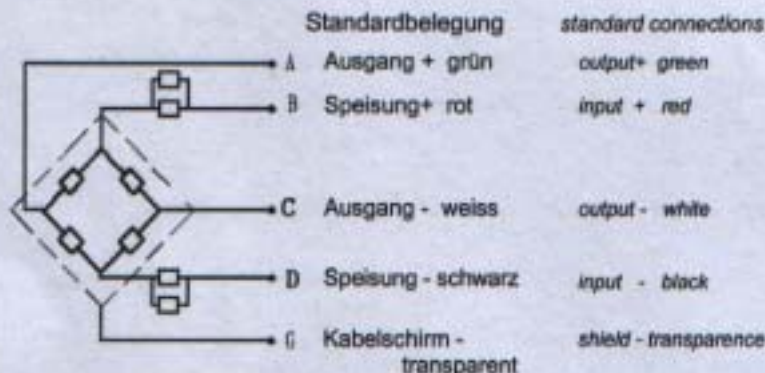 Standardbelegung standard connections
A Ausgang + grün output+ green
B Speisung+ rot input + red
C Ausgang - weiss output - white
D Speisung - schwarz input - black
G Kabelschirm - shield - transparence
transparent